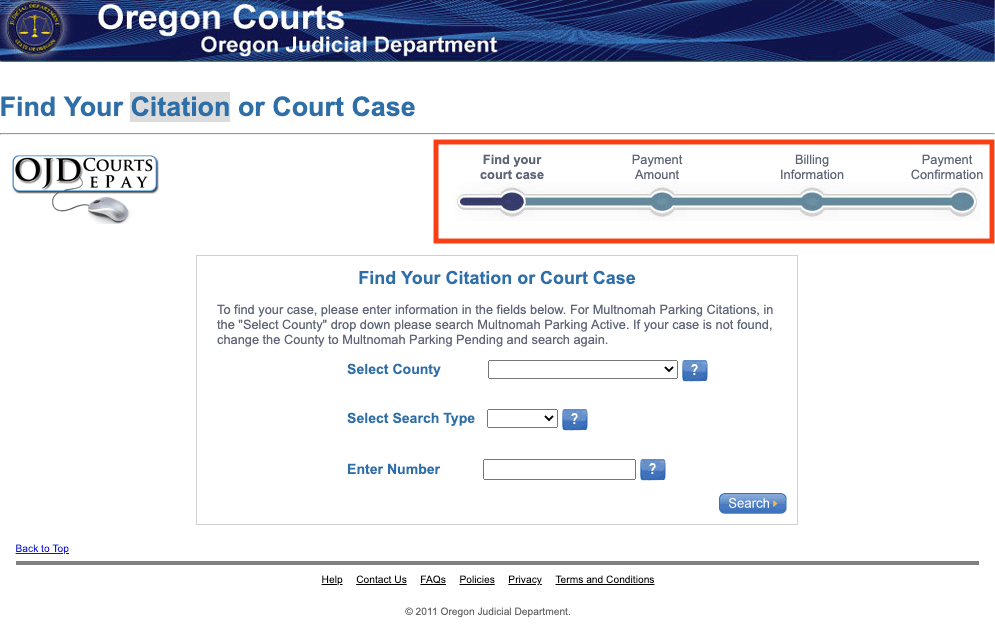 Oregon Courts
Oregon Judicial Department
Find Your Citation or Court Case
OJD COURTS
ePAY
Find your
court case
Payment
Amount
Billing
Information
Payment
Confirmation
Find Your Citation or Court Case
To find your case, please enter information in the fields below. For Multnomah Parking Citations, in
the "Select County" drop down please search Multnomah Parking Active. If your case is not found,
change the County to Multnomah Parking Pending and search again.
Select County ?
Select Search Type ?
Enter Number ?
Search
Back to Top
Help Contact Us FAQs Policies Privacy Terms and Conditions
© 2011 Oregon Judicial Department.